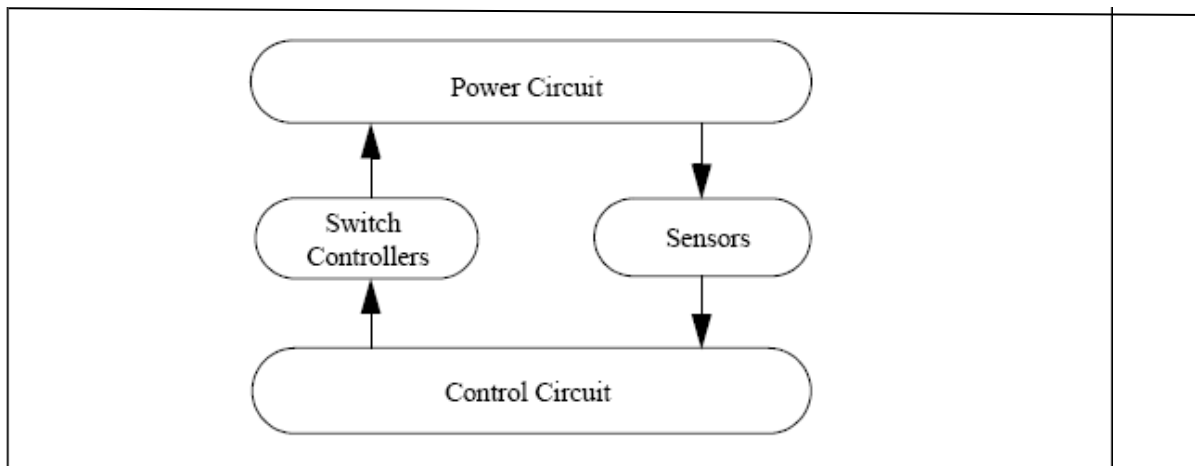 Power Circuit
Switch
Controllers
Sensors
Control Circuit